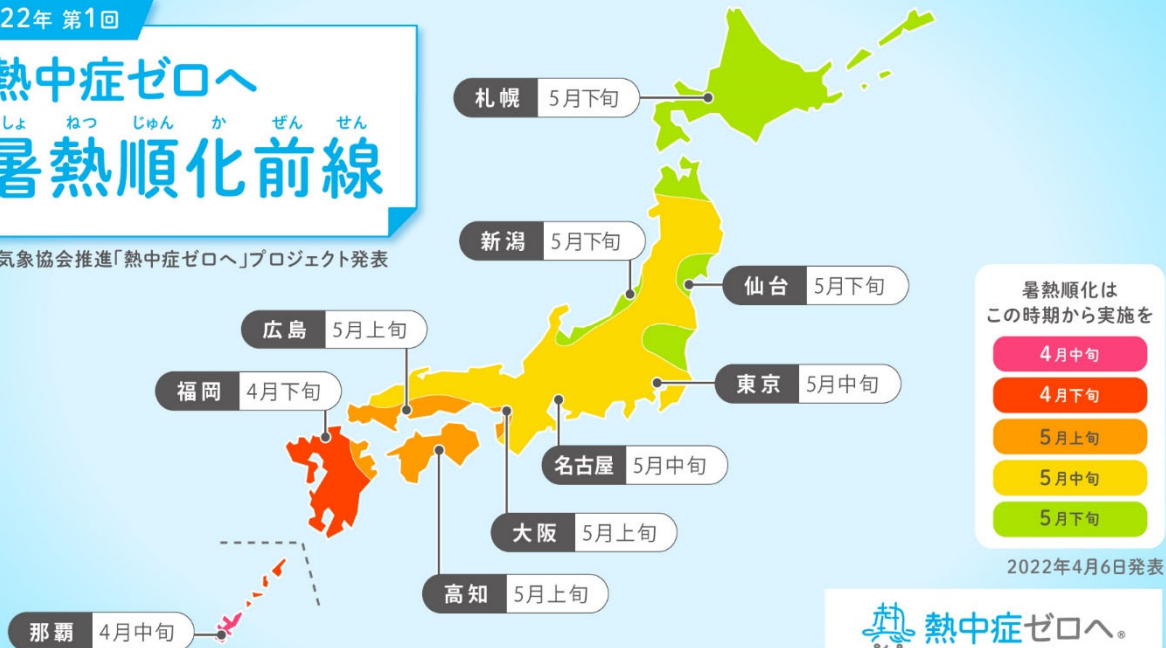 22年 第1回
熱中症ゼロへ
しょ ねつ じゅん か ぜん せん
暑熱順化前線
気象協会推進「熱中症ゼロへ」プロジェクト発表
札幌 5月下旬
新潟 5月下旬
仙台 5月下旬
広島 5月上旬
福岡 4月下旬
東京 5月中旬
名古屋 5月中旬
大阪 5月上旬
高知 5月上旬
那覇 4月中旬
暑熱順化は
この時期から実施を
4月中旬
4月下旬
5月上旬
5月中旬
5月下旬
2022年4月6日発表
熱中症ゼロへ®